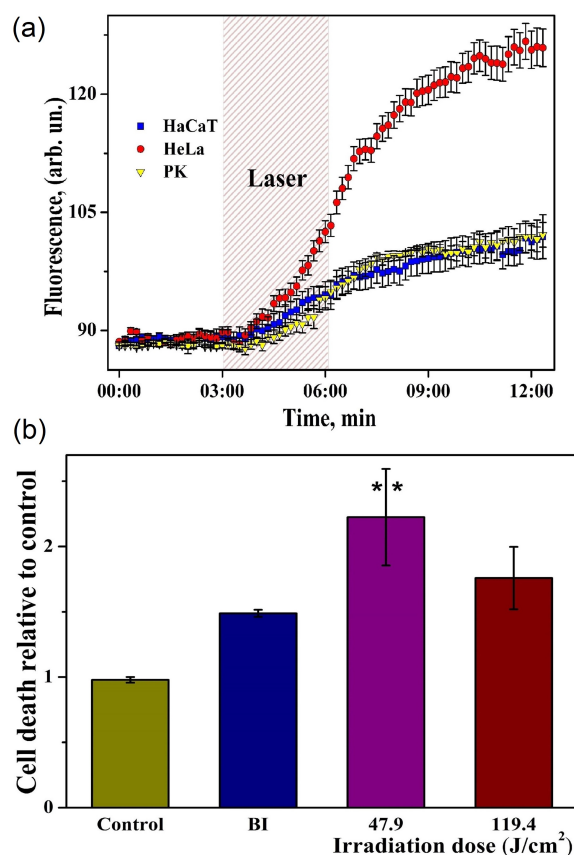 (a)
Fluorescence, (arb. un.)
120
105
90
HaCaT
HeLa
PK
Laser
00:00 03:00 06:00 09:00 12:00
Time, min
(b)
Cell death relative to control
2
1
0
**
Control BI 47.9 119.4
Irradiation dose (J/cm²)